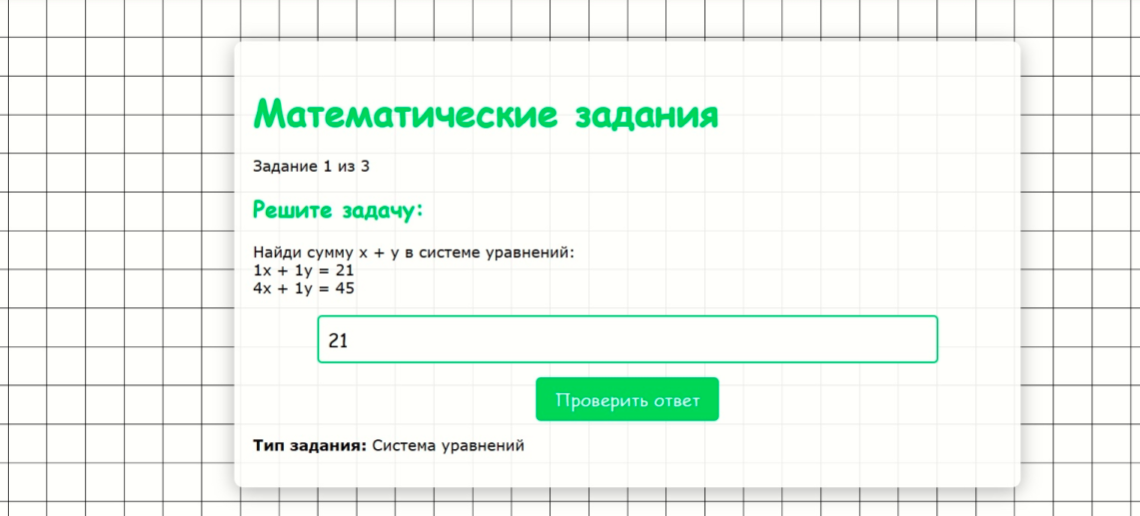 Математические задания
Задание 1 из 3
Решите задачу:
Найди сумму x + y в системе уравнений:
1x + 1y = 21
4x + 1y = 45
21
Проверить ответ
Тип задания: Система уравнений